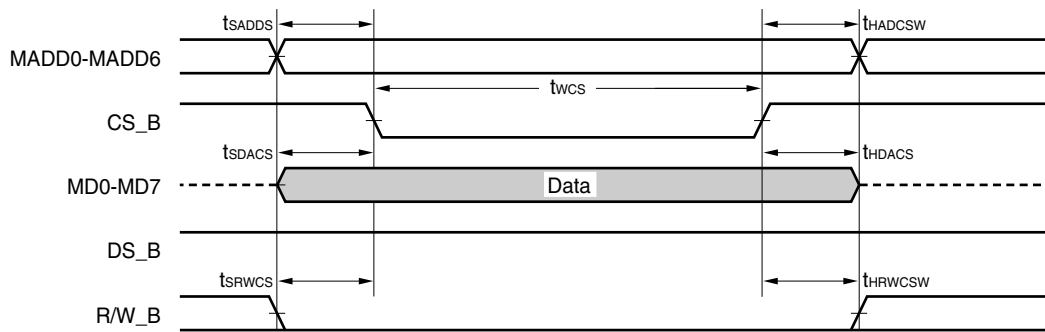 tSADDS tHADCSW
MADD0-MADD6
tWCS
CS_B
tSDACS tHDACS
MD0-MD7 Data
DS_B
tSRWCS tHRWCSW
R/W_B